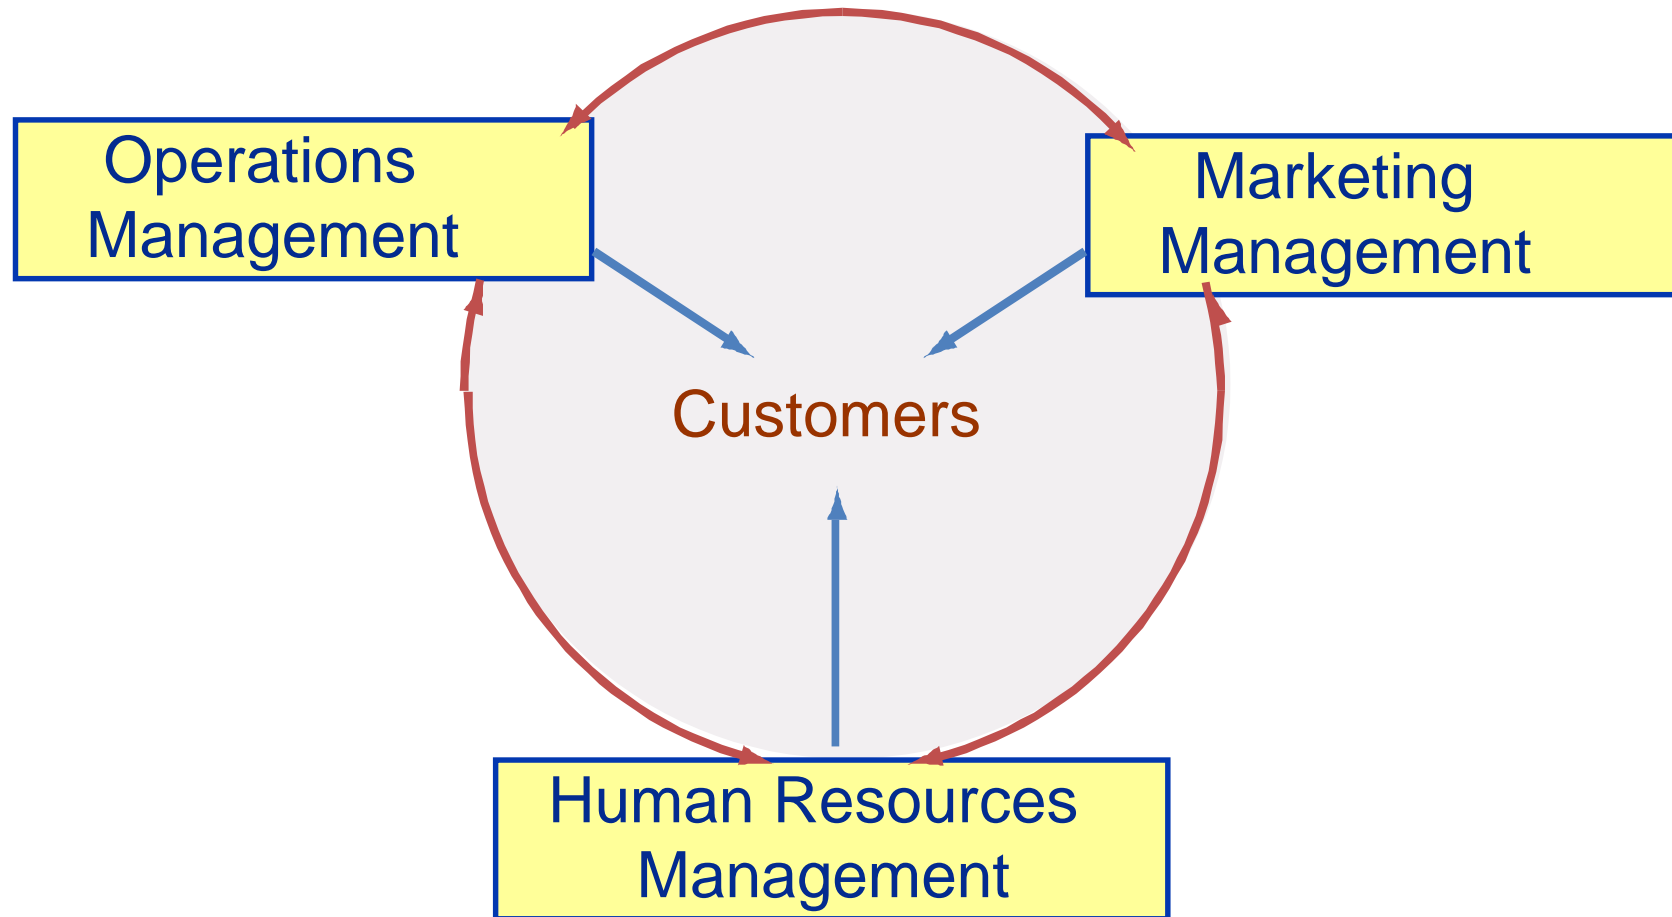 Operations
Management
Marketing
Management
Customers
Human Resources
Management